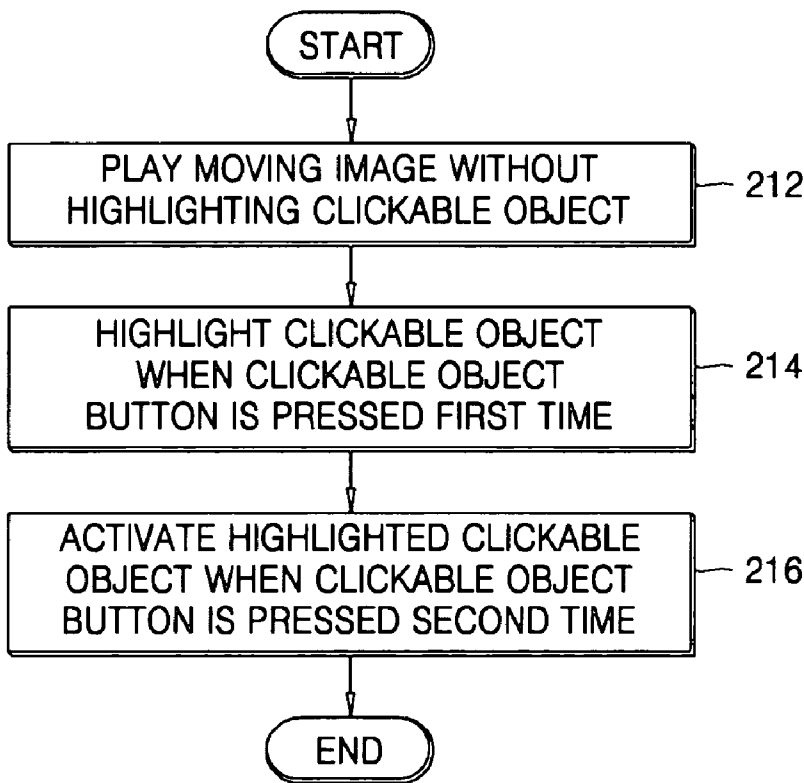 START
PLAY MOVING IMAGE WITHOUT
HIGHLIGHTING CLICKABLE OBJECT
212
HIGHLIGHT CLICKABLE OBJECT
WHEN CLICKABLE OBJECT
BUTTON IS PRESSED FIRST TIME
214
ACTIVATE HIGHLIGHTED CLICKABLE
OBJECT WHEN CLICKABLE OBJECT
BUTTON IS PRESSED SECOND TIME
216
END